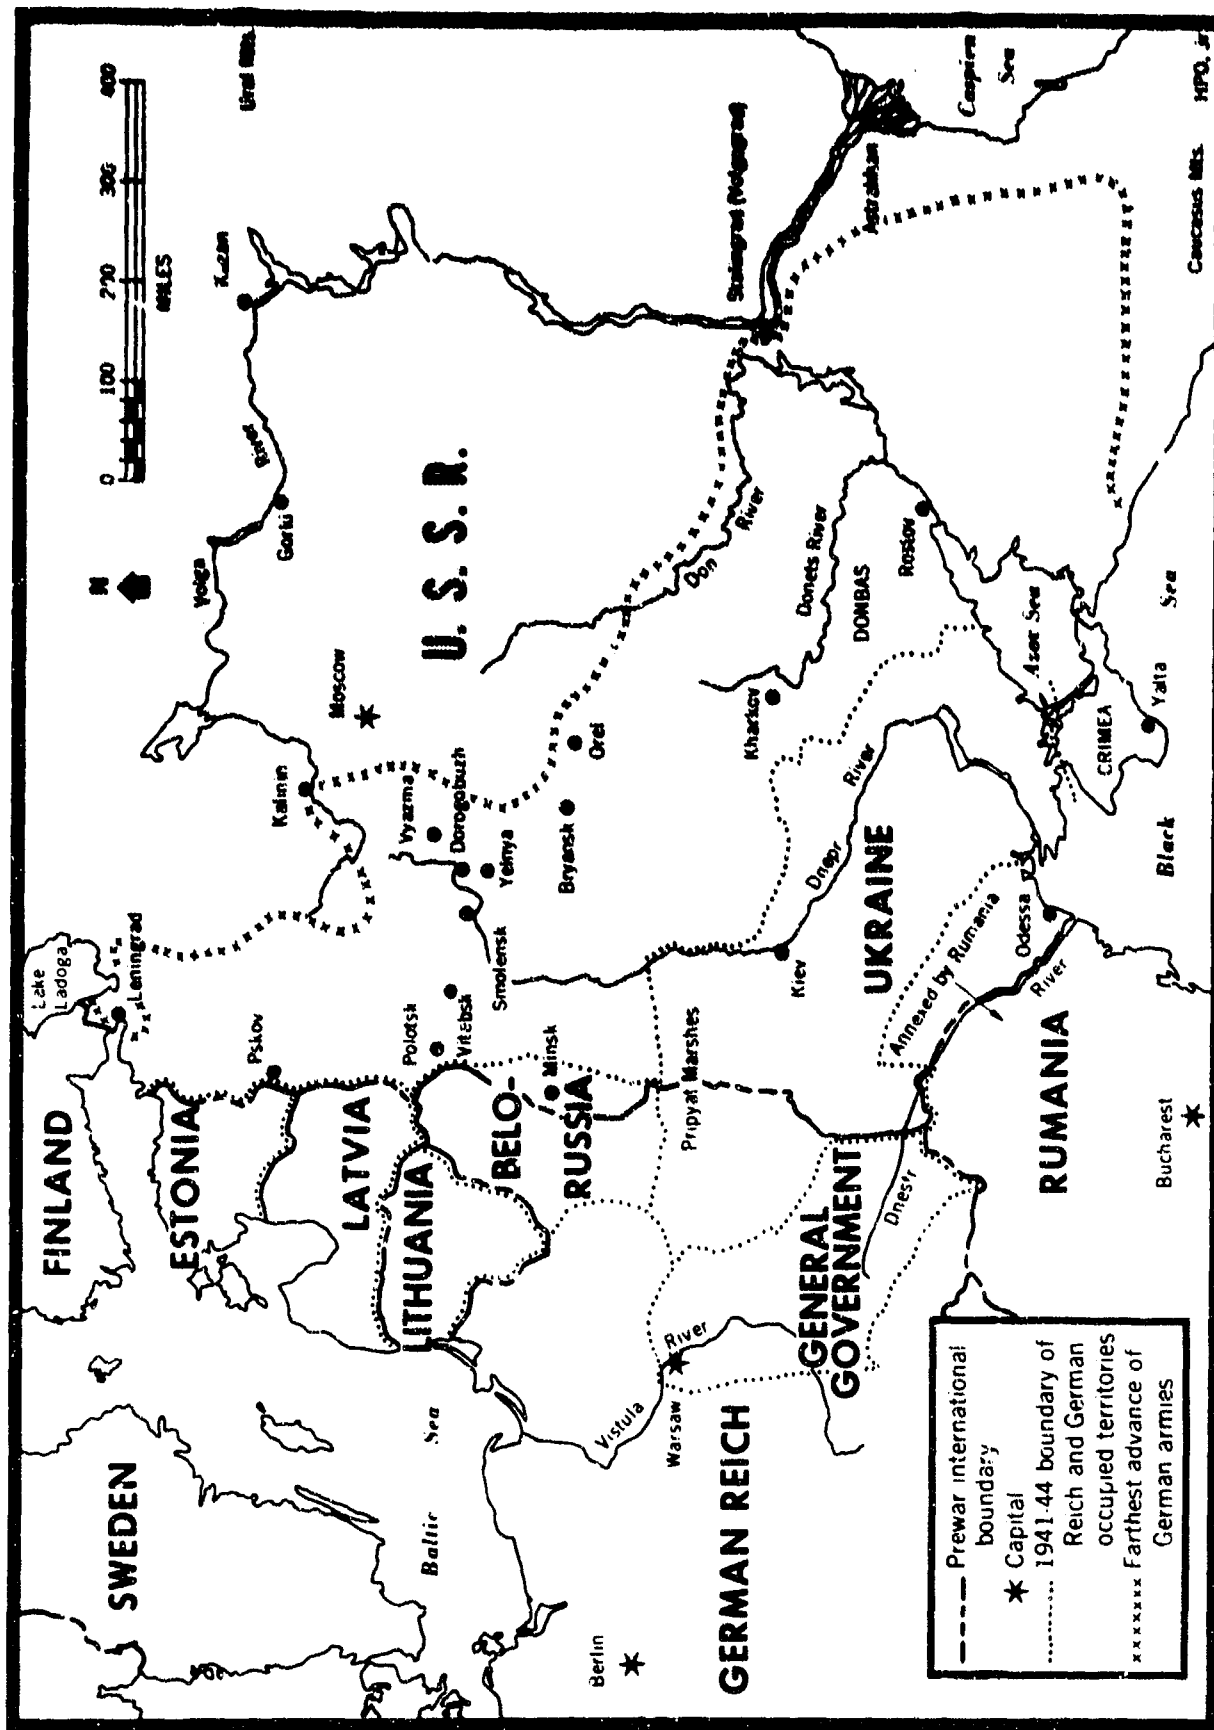 SWEDEN
FINLAND
Lake
Ladoga
Leningrad
ESTONIA
Pskov
LATVIA
LITHUANIA
Baltic
Sea
Polotsk
Vitebsk
BELO-
RUSSIA
Minsk
Smolensk
Kalinin
Vyazma
Dorogobuzh
Yelnya
Bryansk
Orel
Moscow
Volga
River
Gorki
Kazan
Ural Mts.
N
0 100 200 300 400
MILES
U. S. S. R.
Berlin
GERMAN REICH
Warsaw
Vistula
River
GENERAL
GOVERNMENT
Pripyat Marshes
Kiev
Dnepr
River
UKRAINE
Kharkov
Donets River
DONBAS
Don
River
Stalingrad (Volgograd)
Astrakhan
Caspian
Sea
Rostov
Azov Sea
CRIMEA
Yalta
Black
Sea
Caucasus Mts.
Odessa
Annexed by Rumania
River
Dnestr
RUMANIA
Bucharest
Prewar international
boundary
Capital
1941-44 boundary of
Reich and German
occupied territories
xxxxxxx Farthest advance of
German armies
HPO, jr.